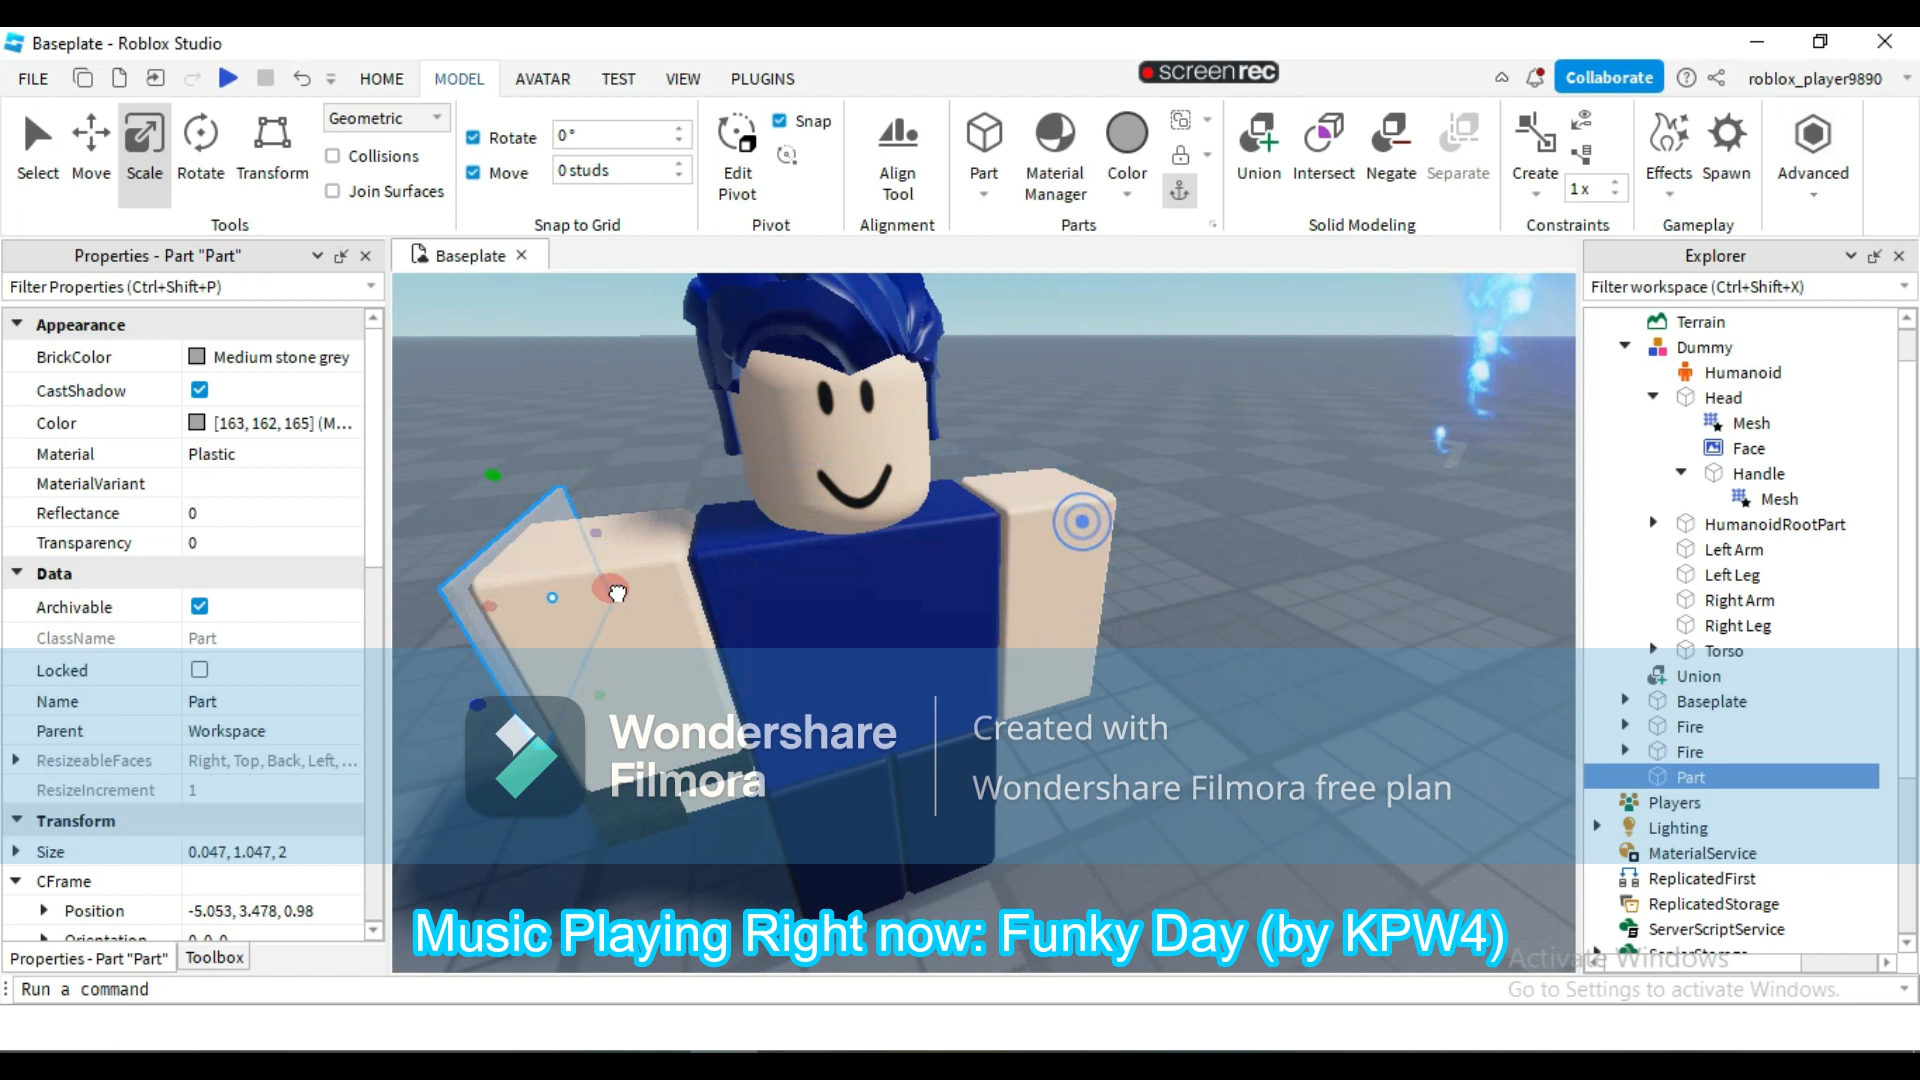 Baseplate - Roblox Studio
FILE HOME MODEL AVATAR TEST VIEW PLUGINS
screenrec
Collaborate roblox_player9890
Select Move Scale Rotate Transform
Geometric
Collisions
Join Surfaces
Tools
Rotate 0°
Move 0 studs
Snap to Grid
Edit Pivot
Snap
Pivot
Align Tool
Alignment
Part
Material Manager
Color
Parts
Union Intersect Negate Separate
Solid Modeling
Create
1x
Constraints
Effects Spawn
Gameplay
Advanced
Properties - Part "Part"
Filter Properties (Ctrl+Shift+P)
Appearance
BrickColor Medium stone grey
CastShadow
Color [163, 162, 165] (M...
Material Plastic
MaterialVariant
Reflectance 0
Transparency 0
Data
Archivable
ClassName Part
Locked
Name Part
Parent Workspace
ResizeableFaces Right, Top, Back, Left, ...
ResizeIncrement 1
Transform
Size 0.047, 1.047, 2
CFrame
Position -5.053, 3.478, 0.98
Properties - Part "Part" Toolbox
Run a command
Baseplate
Wondershare
Filmora
Created with
Wondershare Filmora free plan
Music Playing Right now: Funky Day (by KPW4)
Explorer
Filter workspace (Ctrl+Shift+X)
Terrain
Dummy
Humanoid
Head
Mesh
Face
Handle
Mesh
HumanoidRootPart
Left Arm
Left Leg
Right Arm
Right Leg
Torso
Union
Baseplate
Fire
Fire
Part
Players
Lighting
MaterialService
ReplicatedFirst
ReplicatedStorage
ServerScriptService
Activate Windows
Go to Settings to activate Windows.